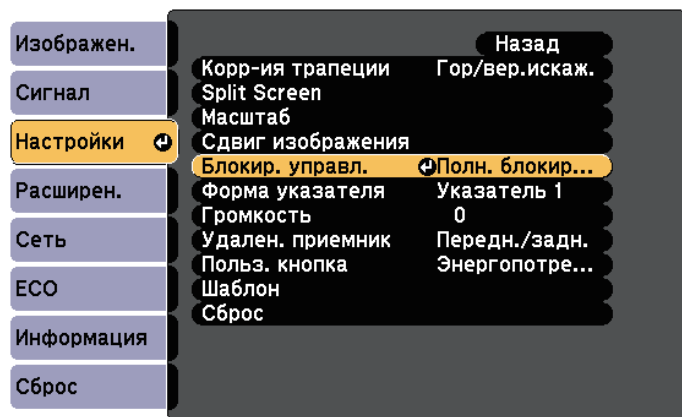 Изображен.
Сигнал
Настройки
Расширен.
Сеть
ECO
Информация
Сброс
Назад
Корр-ия трапеции Гор/вер.искаж.
Split Screen
Масштаб
Сдвиг изображения
Блокир. управл. Полн. блокир...
Форма указателя Указатель 1
Громкость 0
Удален. приемник Передн./задн.
Польз. кнопка Энергопотре...
Шаблон
Сброс